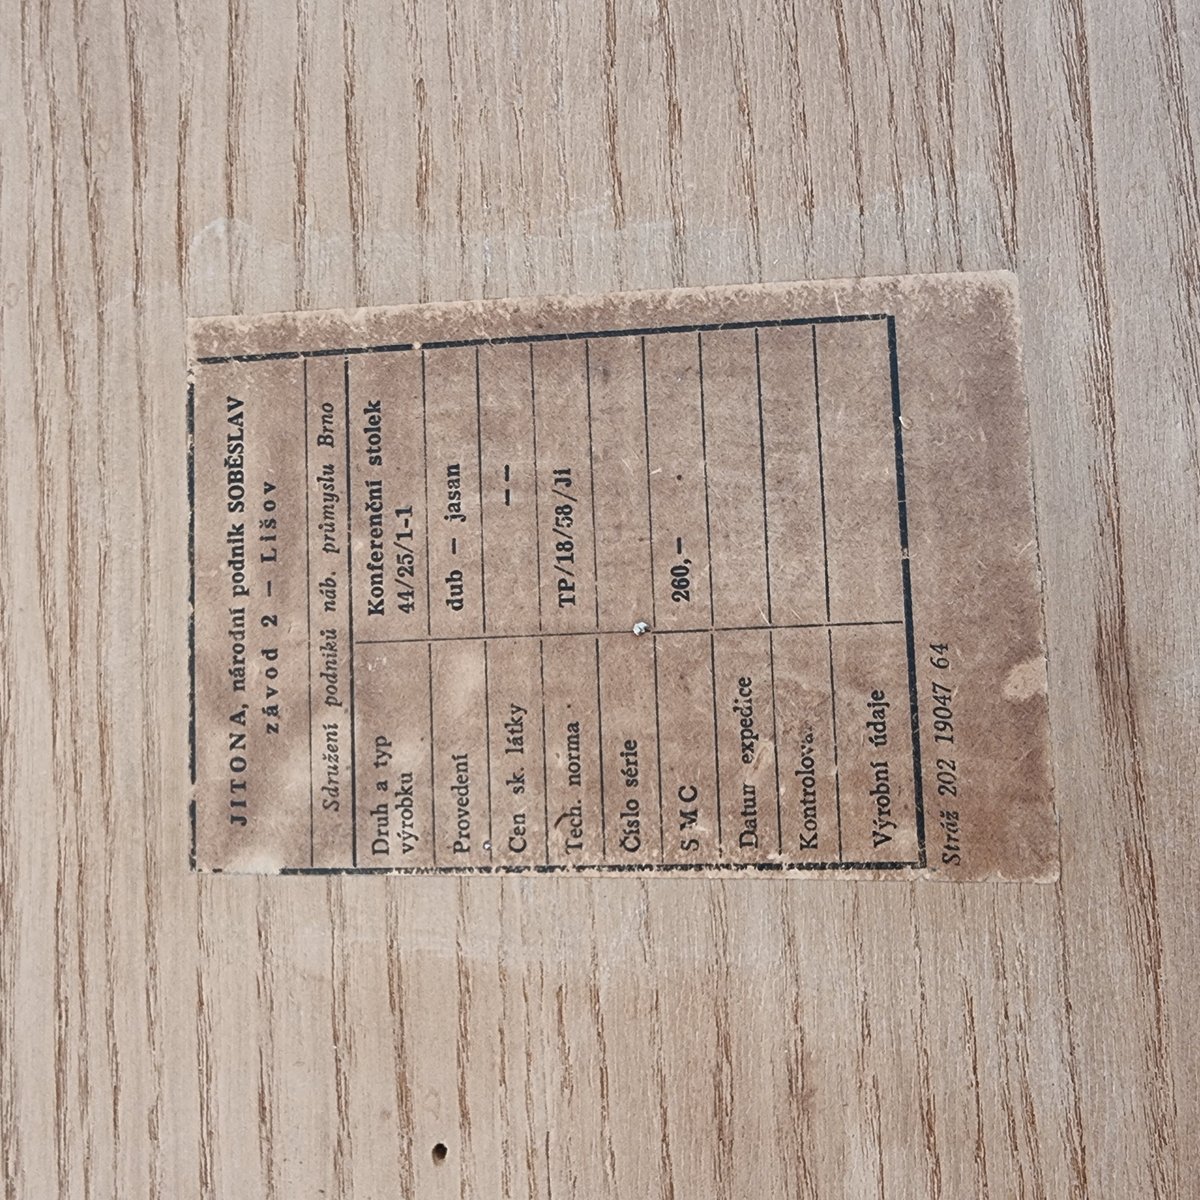 JITONA, národní podnik SOBĚSLAV
závod 2 — Lišov
Sdružení podniků náb. průmyslu Brno
Druh a typ výrobku
Konferenční stolek
44/25/1-1
Provedení dub — jasan
Cen sk. látky — —
Tech. norma TP/18/58/Ji
Číslo série
S M C 260,—
Datum expedice
Kontroloval
Výrobní údaje
Stráž 202 19047 64